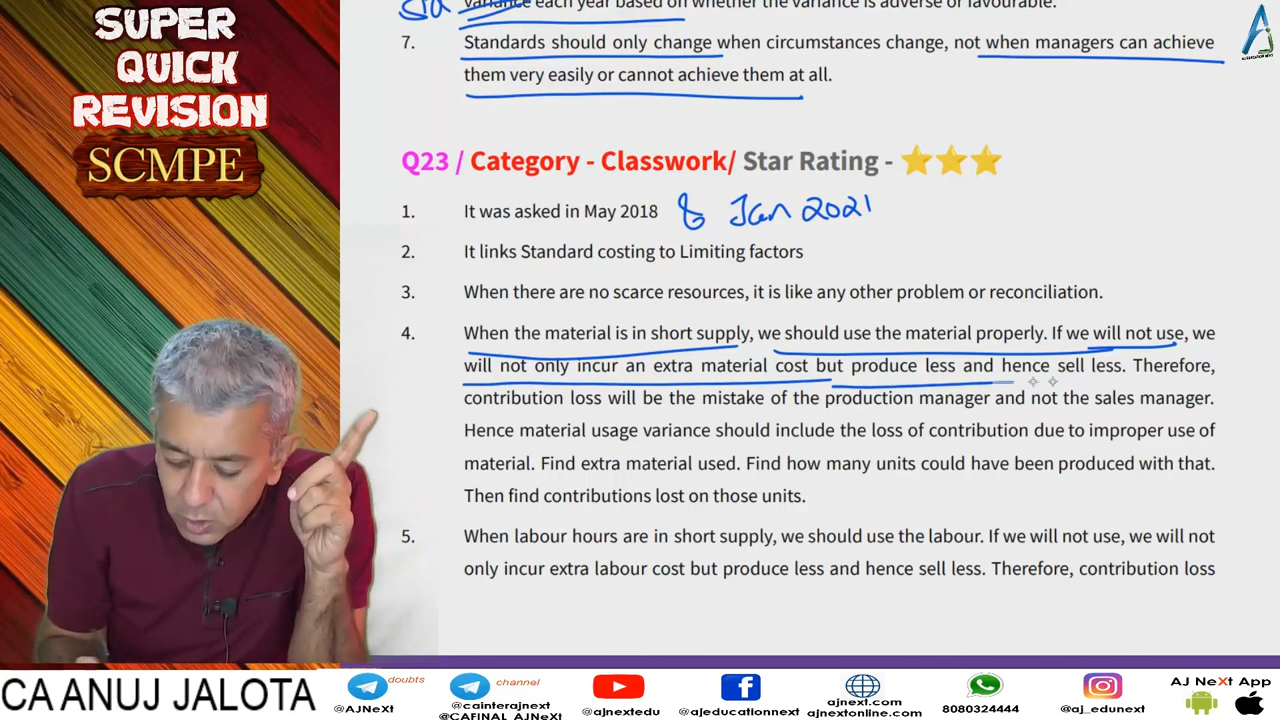 SUPER
QUICK
REVISION
SCMPE
variance each year based on whether the variance is adverse or favourable.
7. Standards should only change when circumstances change, not when managers can achieve
them very easily or cannot achieve them at all.
Q23 / Category - Classwork/ Star Rating -
1. It was asked in May 2018 & Jan 2021
2. It links Standard costing to Limiting factors
3. When there are no scarce resources, it is like any other problem or reconciliation.
4. When the material is in short supply, we should use the material properly. If we will not use, we
will not only incur an extra material cost but produce less and hence sell less. Therefore,
contribution loss will be the mistake of the production manager and not the sales manager.
Hence material usage variance should include the loss of contribution due to improper use of
material. Find extra material used. Find how many units could have been produced with that.
Then find contributions lost on those units.
5. When labour hours are in short supply, we should use the labour. If we will not use, we will not
only incur extra labour cost but produce less and hence sell less. Therefore, contribution loss
CA ANUJ JALOTA
doubts
@AJNeXt
channel
@cainterajnext
@CAFINAL_AJNeXt
@ajnextedu
@ajeducationnext
ajnext.com
ajnextonline.com
8080324444
@aj_edunext
AJ NeXt App